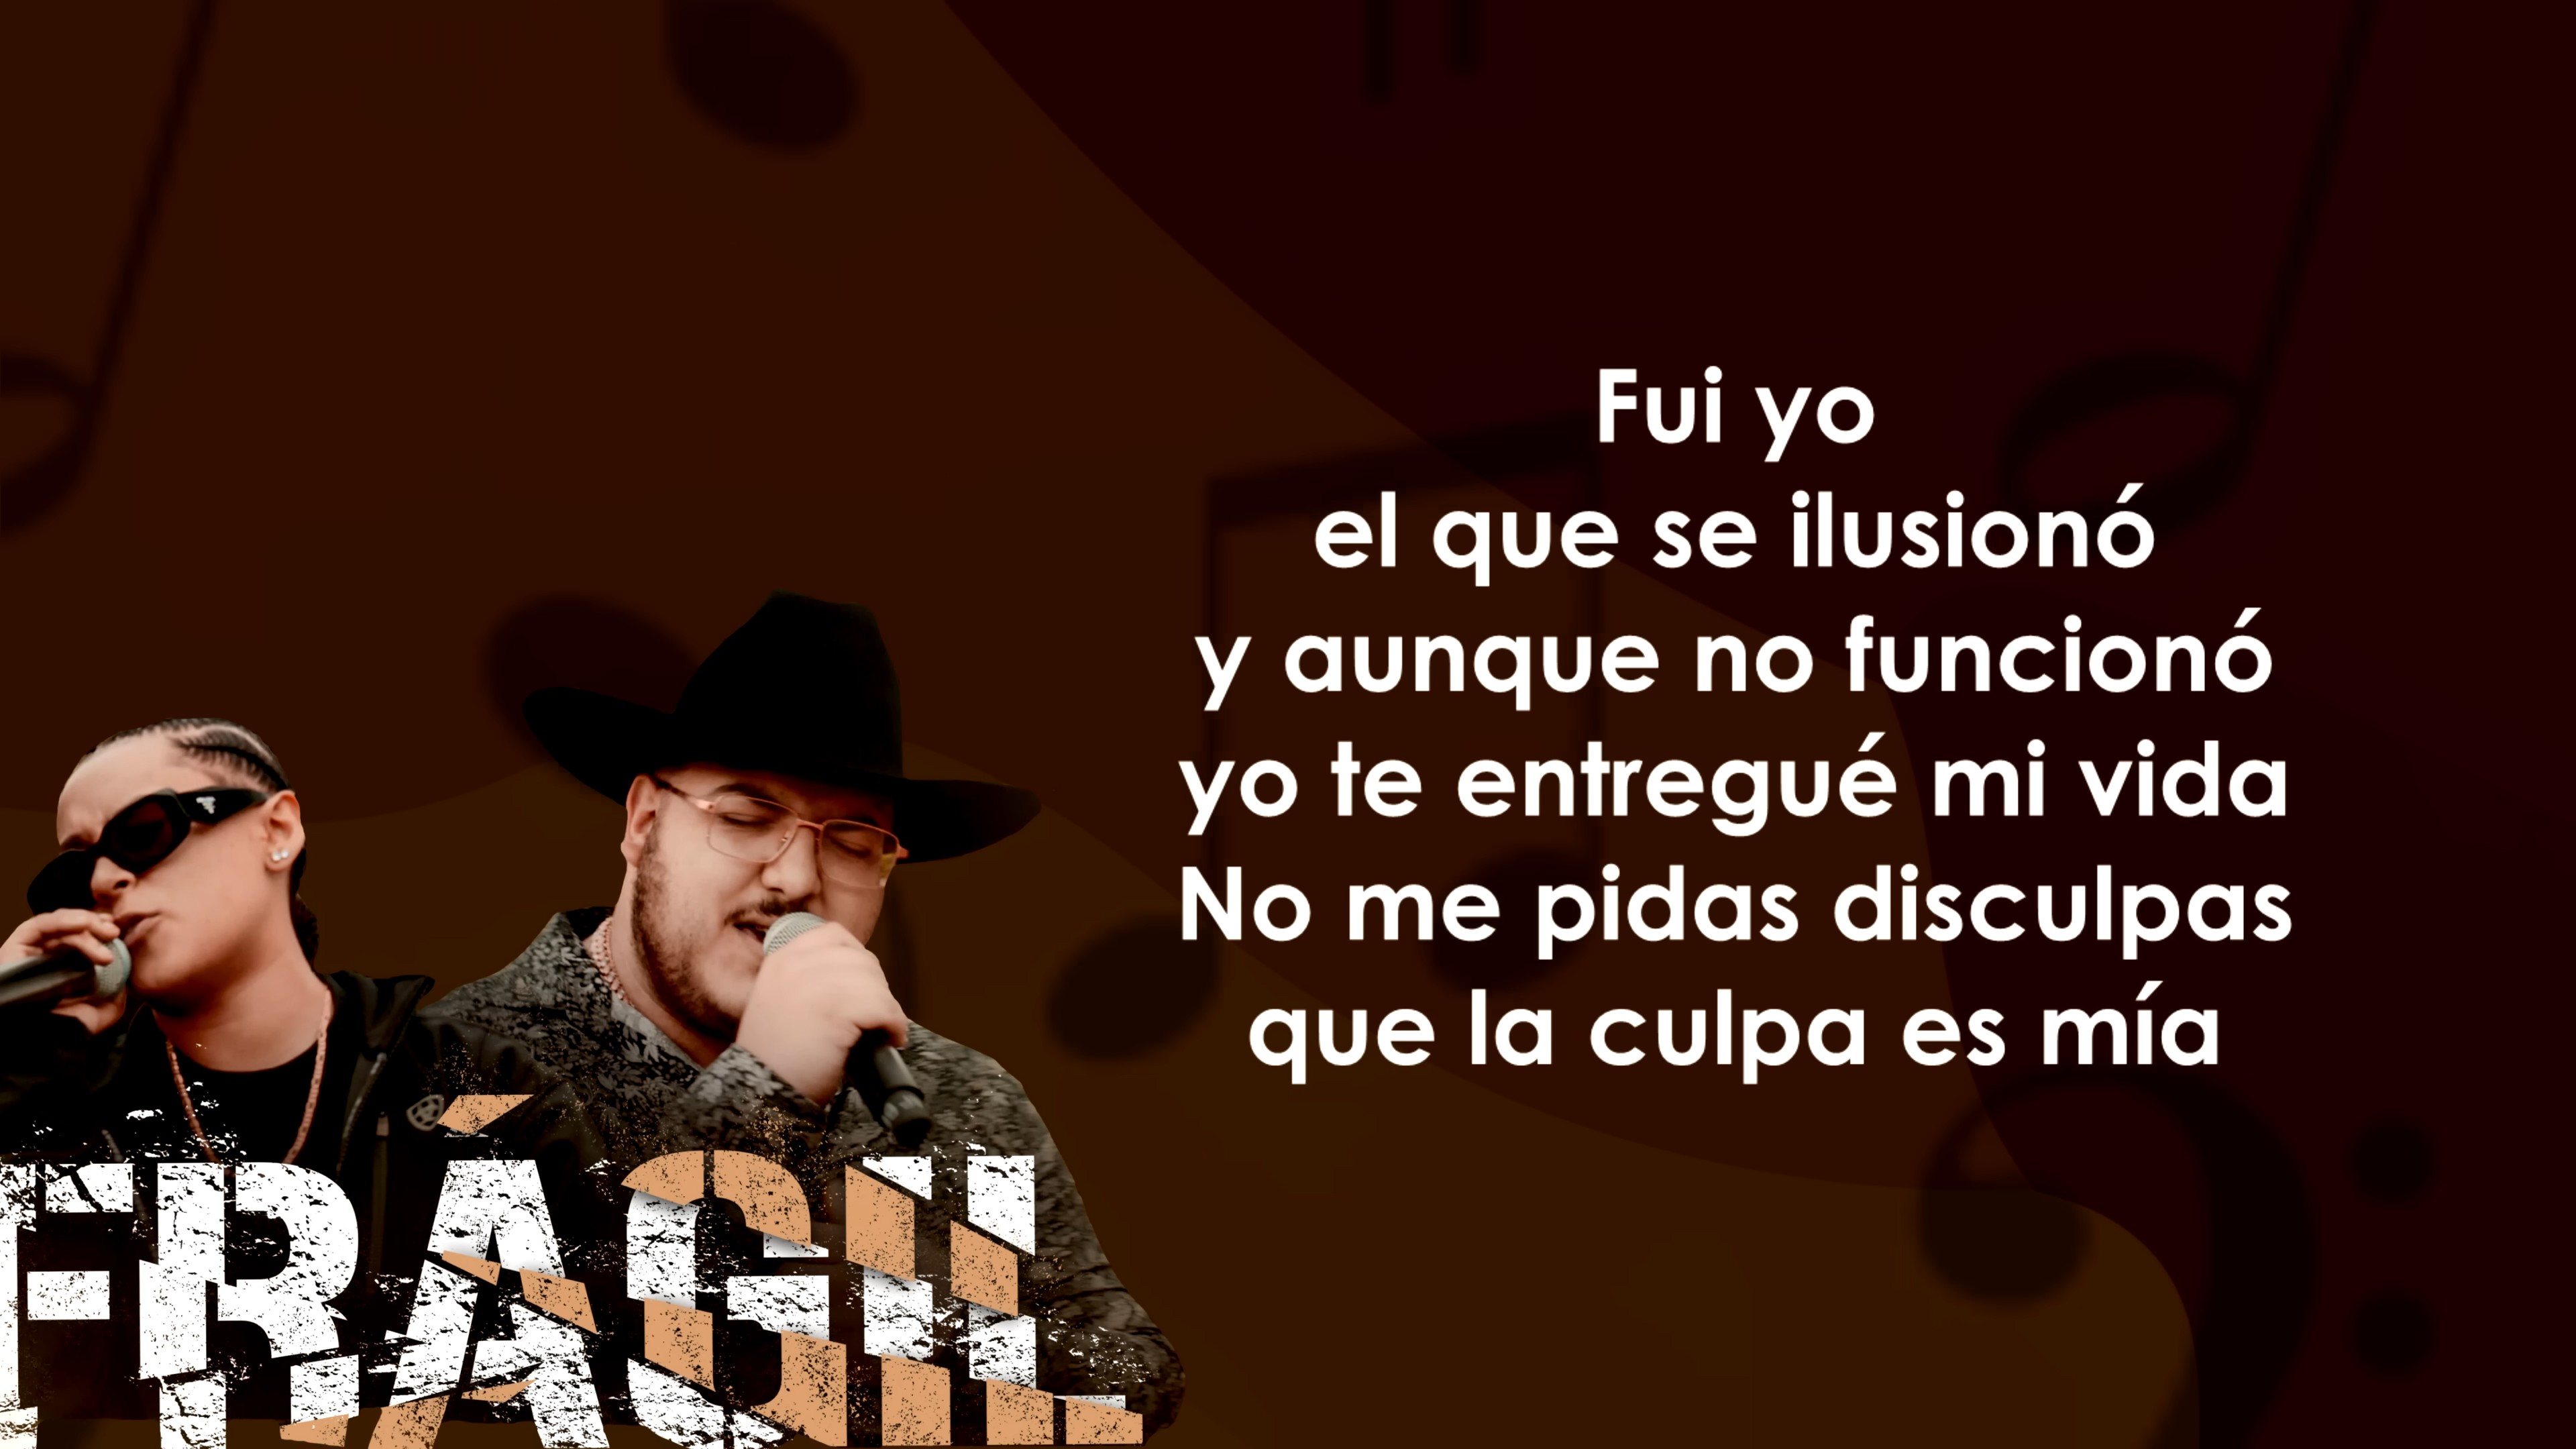 Fui yo
el que se ilusionó
y aunque no funcionó
yo te entregué mi vida
No me pidas disculpas
que la culpa es mía
FRÁGIL